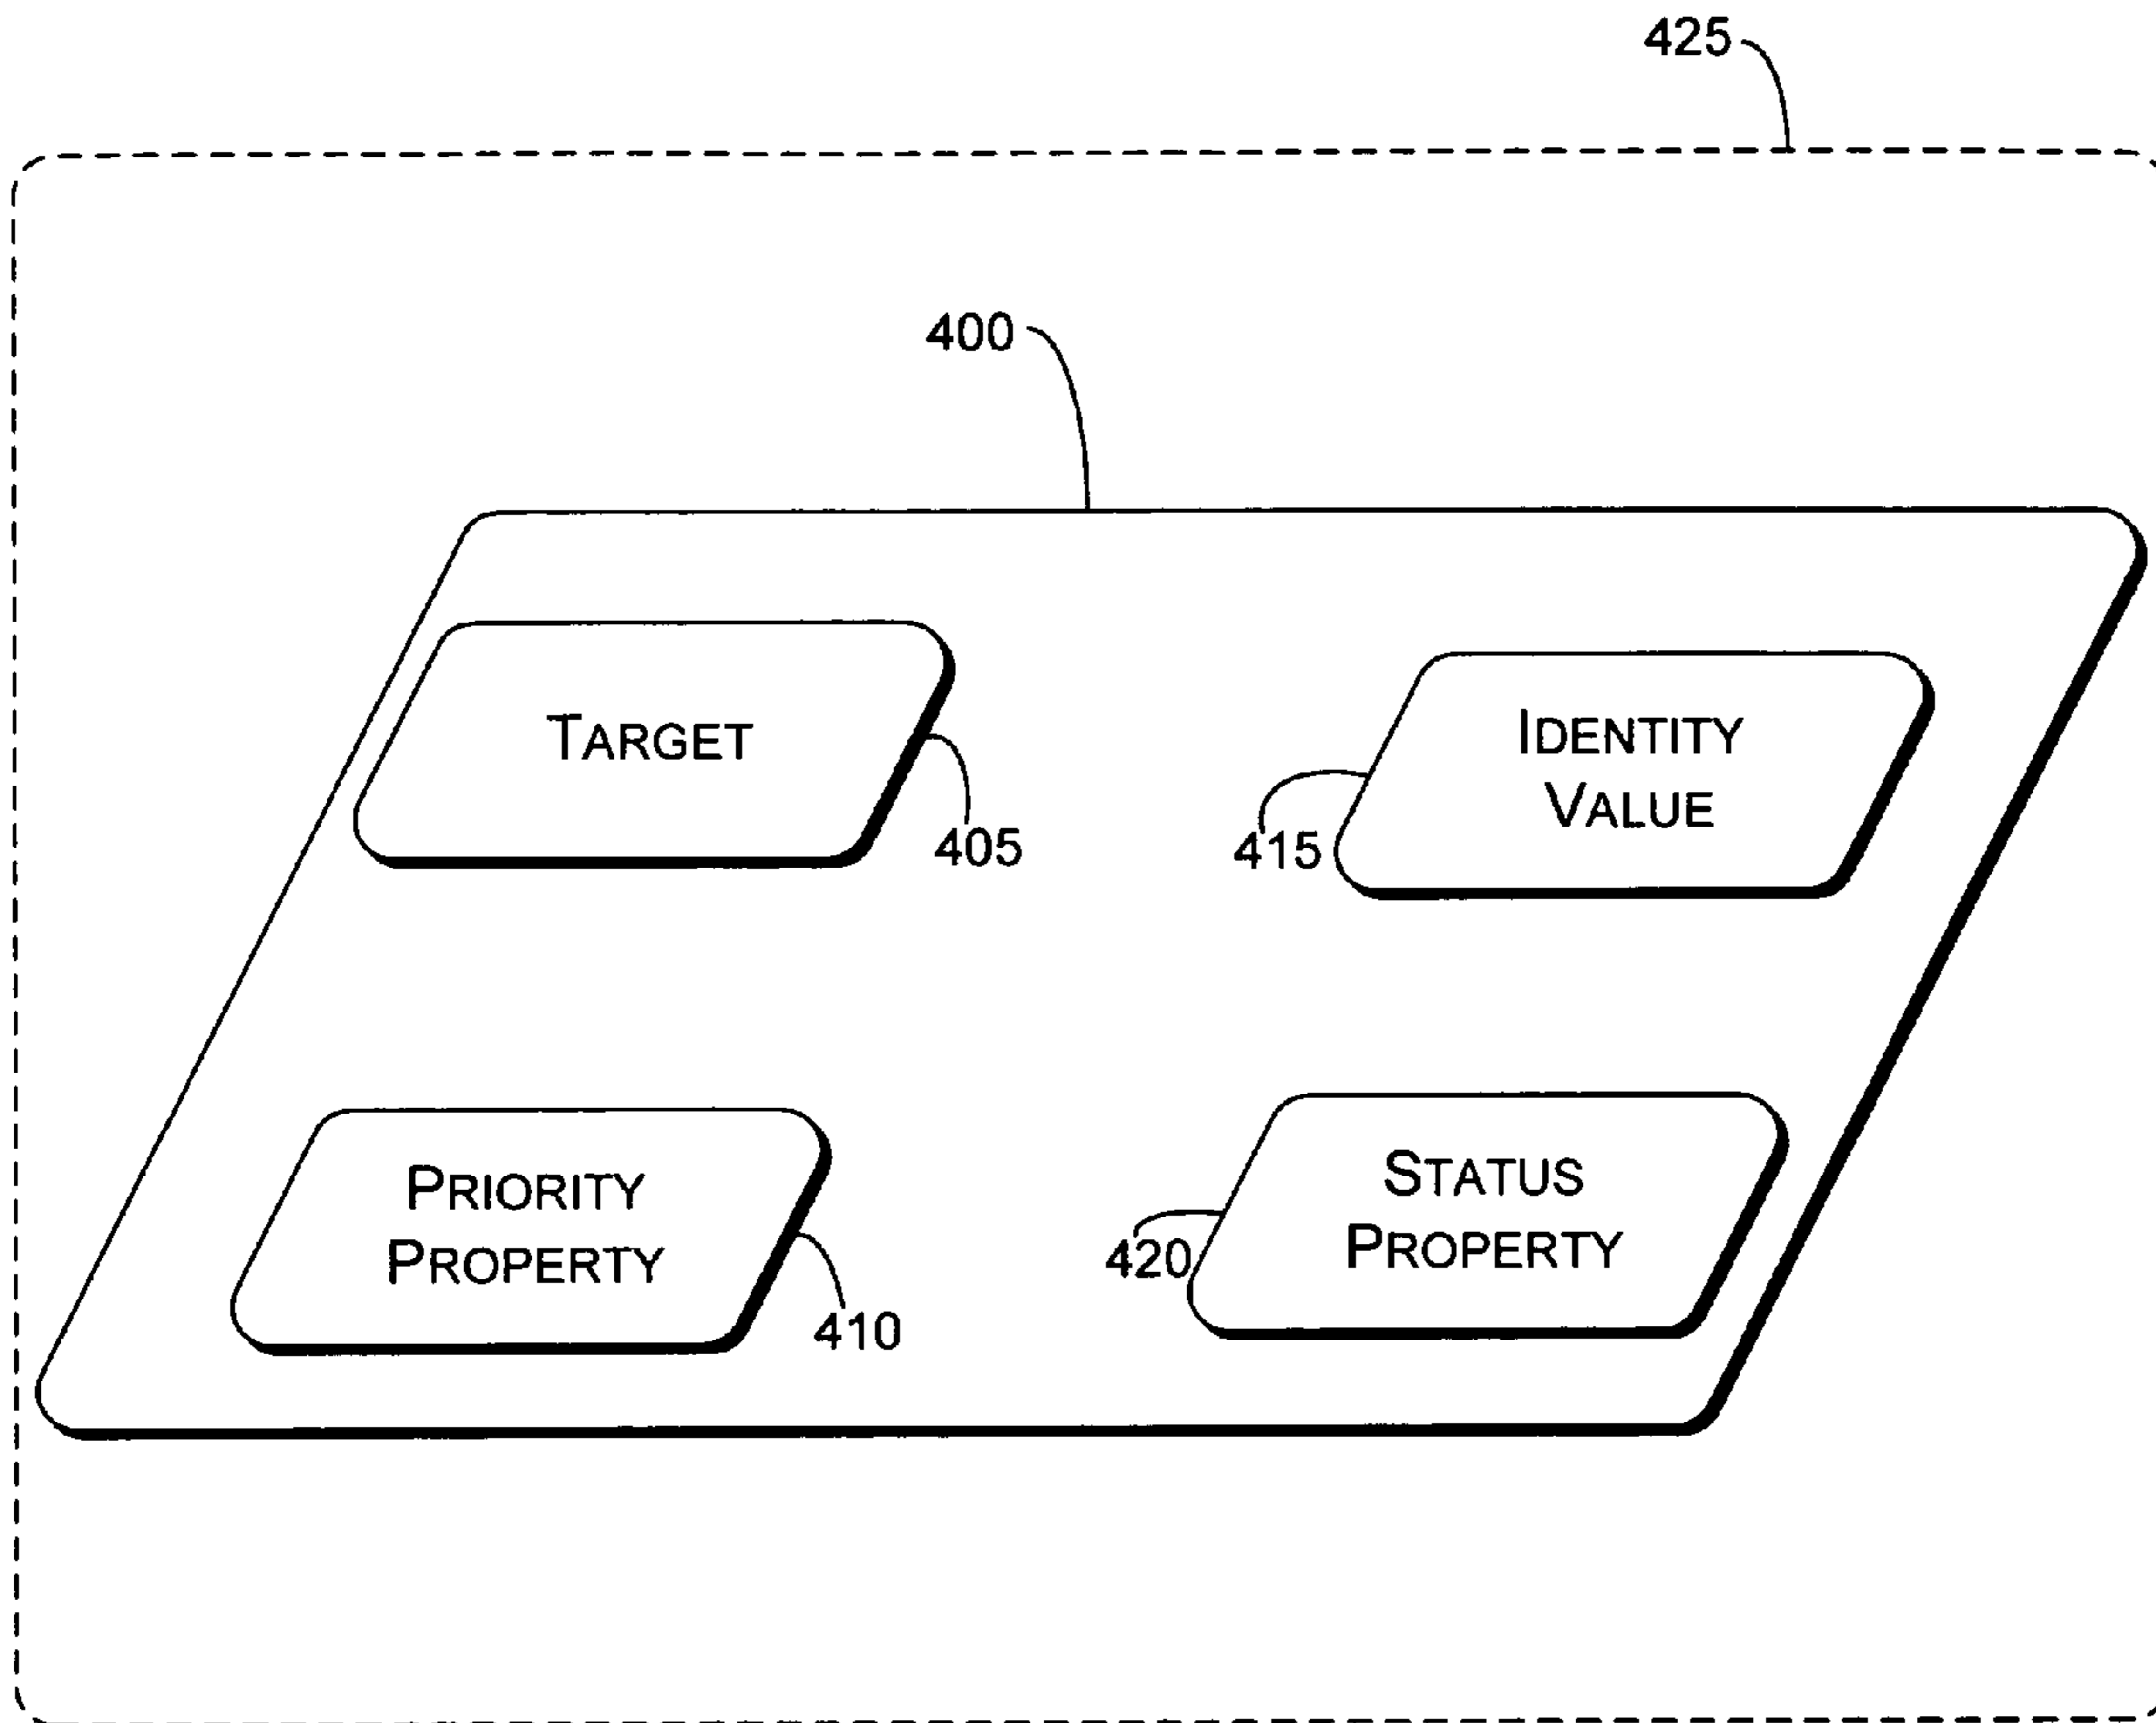 425
400
TARGET
IDENTITY
VALUE
405
415
PRIORITY
PROPERTY
STATUS
PROPERTY
420
410